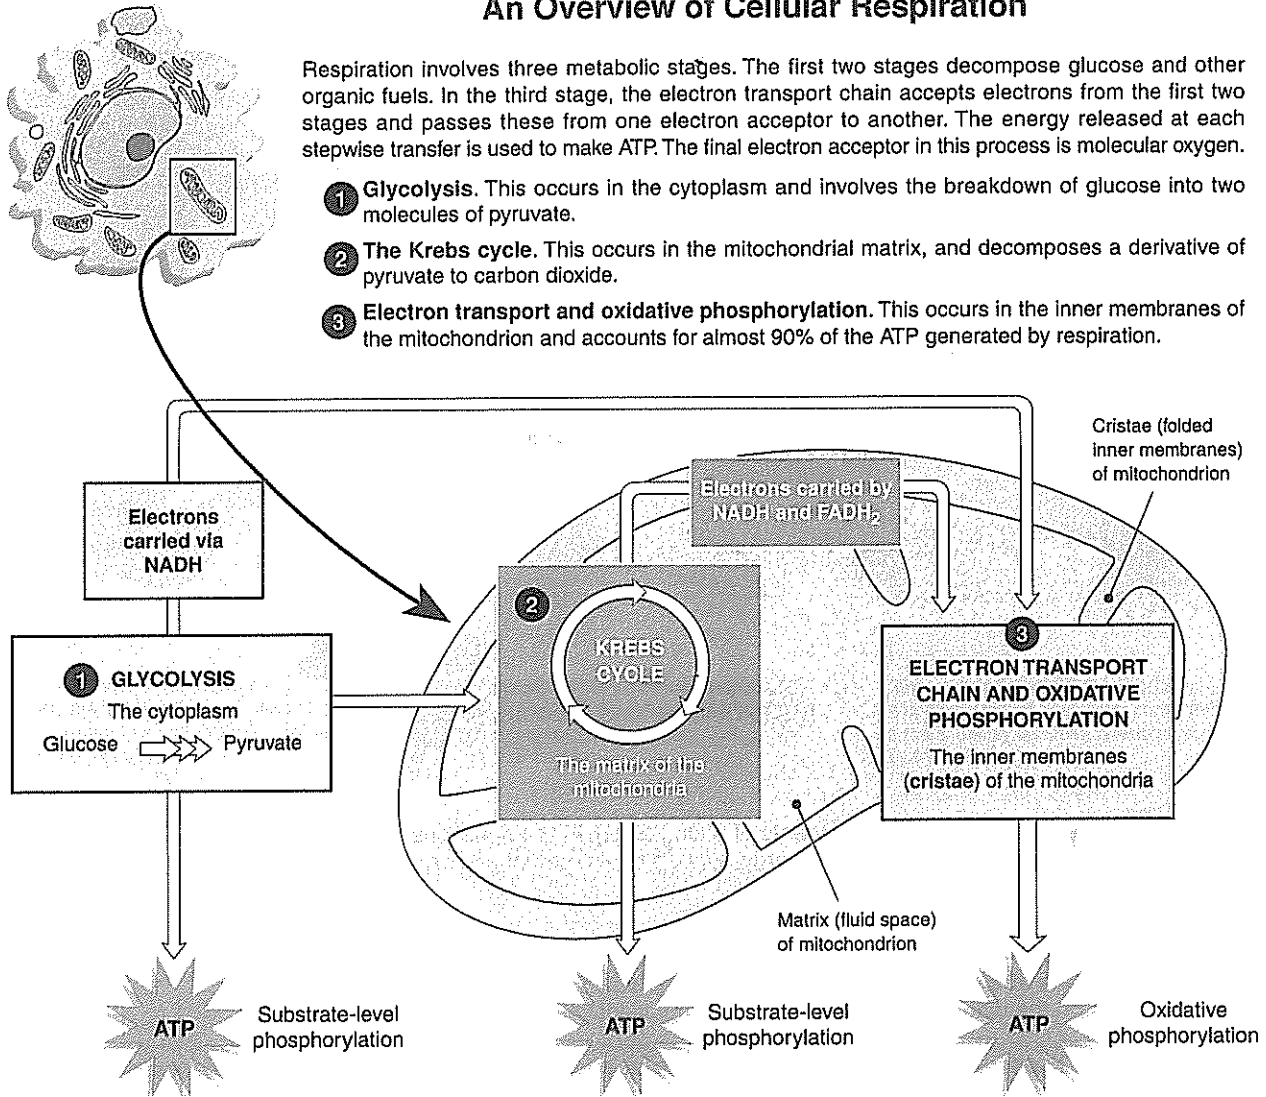 An Overview of Cellular Respiration
Respiration involves three metabolic stages. The first two stages decompose glucose and other
organic fuels. In the third stage, the electron transport chain accepts electrons from the first two
stages and passes these from one electron acceptor to another. The energy released at each
stepwise transfer is used to make ATP. The final electron acceptor in this process is molecular oxygen.
1 Glycolysis. This occurs in the cytoplasm and involves the breakdown of glucose into two
molecules of pyruvate.
2 The Krebs cycle. This occurs in the mitochondrial matrix, and decomposes a derivative of
pyruvate to carbon dioxide.
3 Electron transport and oxidative phosphorylation. This occurs in the inner membranes of
the mitochondrion and accounts for almost 90% of the ATP generated by respiration.
Cristae (folded
inner membranes)
of mitochondrion
Electrons carried by
NADH and FADH₂
Electrons
carried via
NADH
2
KREBS
CYCLE
The matrix of the
mitochondria
1 GLYCOLYSIS
The cytoplasm
Glucose Pyruvate
3
ELECTRON TRANSPORT
CHAIN AND OXIDATIVE
PHOSPHORYLATION
The inner membranes
(cristae) of the mitochondria
Matrix (fluid space)
of mitochondrion
ATP
Substrate-level
phosphorylation
ATP
Substrate-level
phosphorylation
ATP
Oxidative
phosphorylation